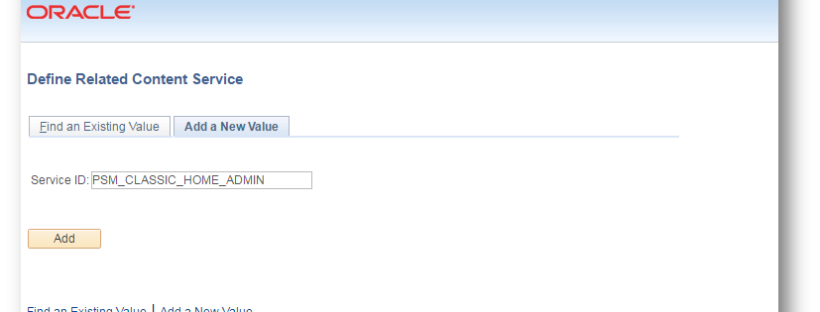 ORACLE
Define Related Content Service
Find an Existing Value
Add a New Value
Service ID: PSM_CLASSIC_HOME_ADMIN
Add
Find an Existing Value | Add a New Value